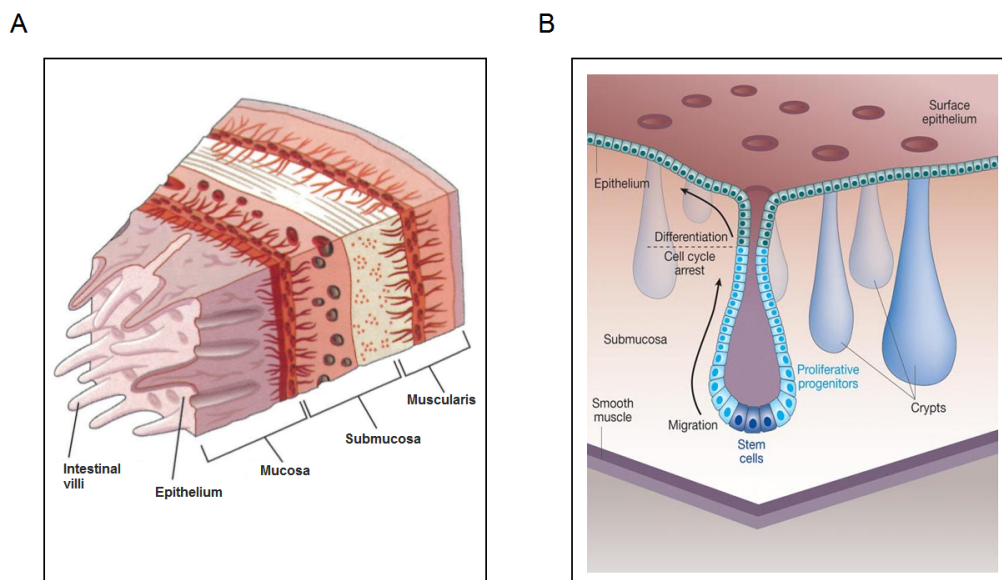 A
B
Muscularis
Submucosa
Mucosa
Intestinal
villi
Epithelium
Surface
epithelium
Epithelium
Differentiation
Cell cycle
arrest
Submucosa
Proliferative
progenitors
Crypts
Smooth
muscle
Migration
Stem
cells